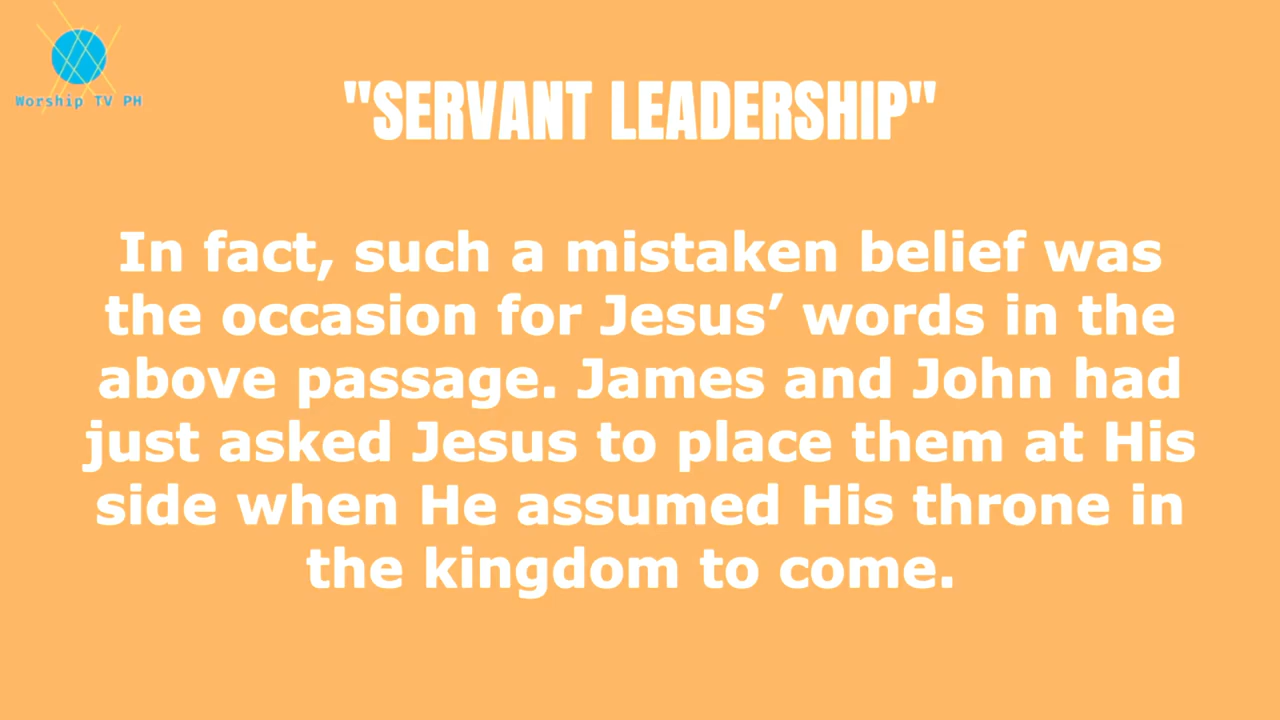 Worship TV PH
"SERVANT LEADERSHIP"
In fact, such a mistaken belief was
the occasion for Jesus’ words in the
above passage. James and John had
just asked Jesus to place them at His
side when He assumed His throne in
the kingdom to come.